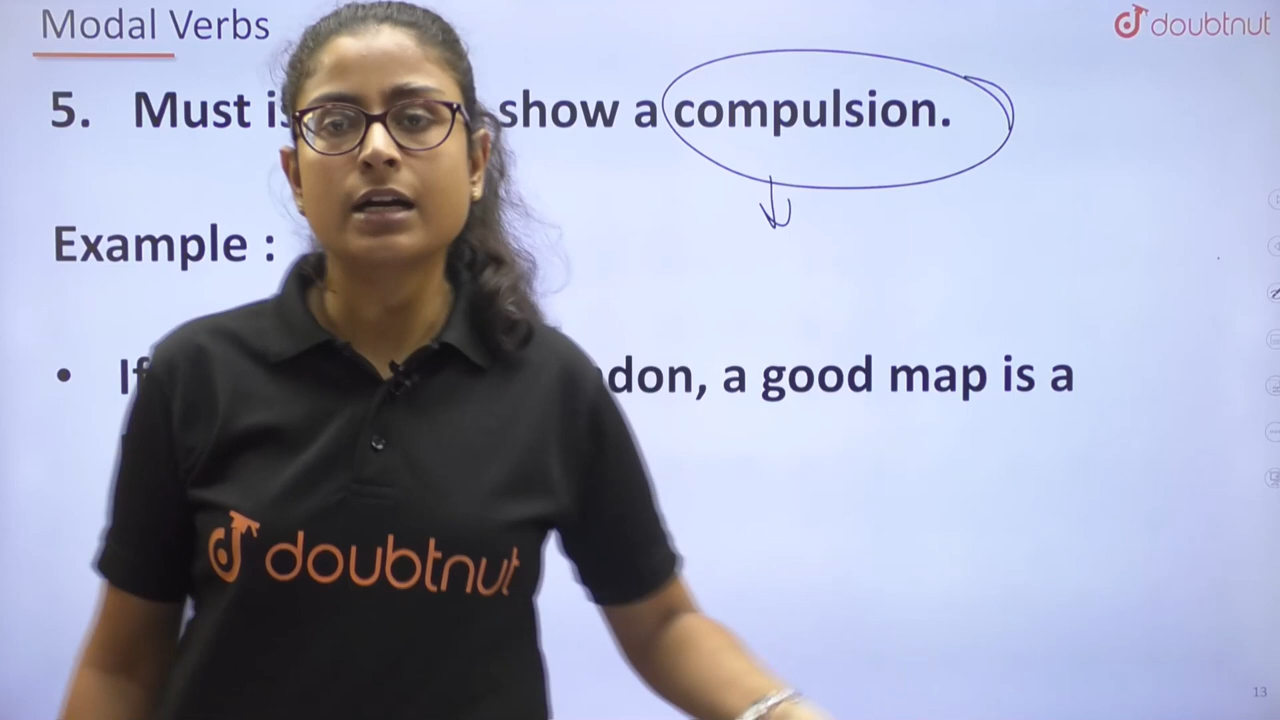 Modal Verbs
doubtnut
5. Must is show a compulsion.
Example :
• If don, a good map is a
doubtnut
13